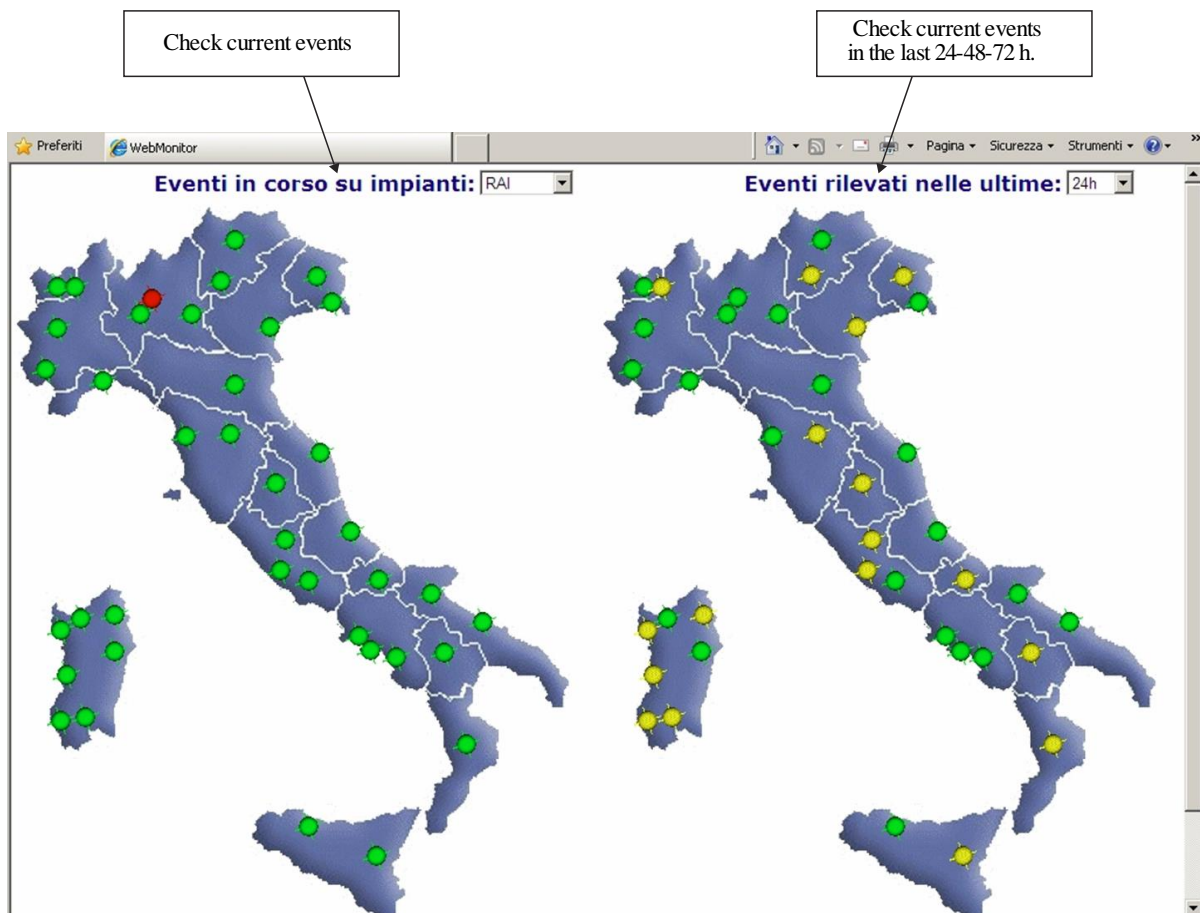 Check current events
Check current events
in the last 24-48-72 h.
Preferiti
WebMonitor
Pagina
Sicurezza
Strumenti
»
Eventi in corso su impianti: RAI
Eventi rilevati nelle ultime: 24h